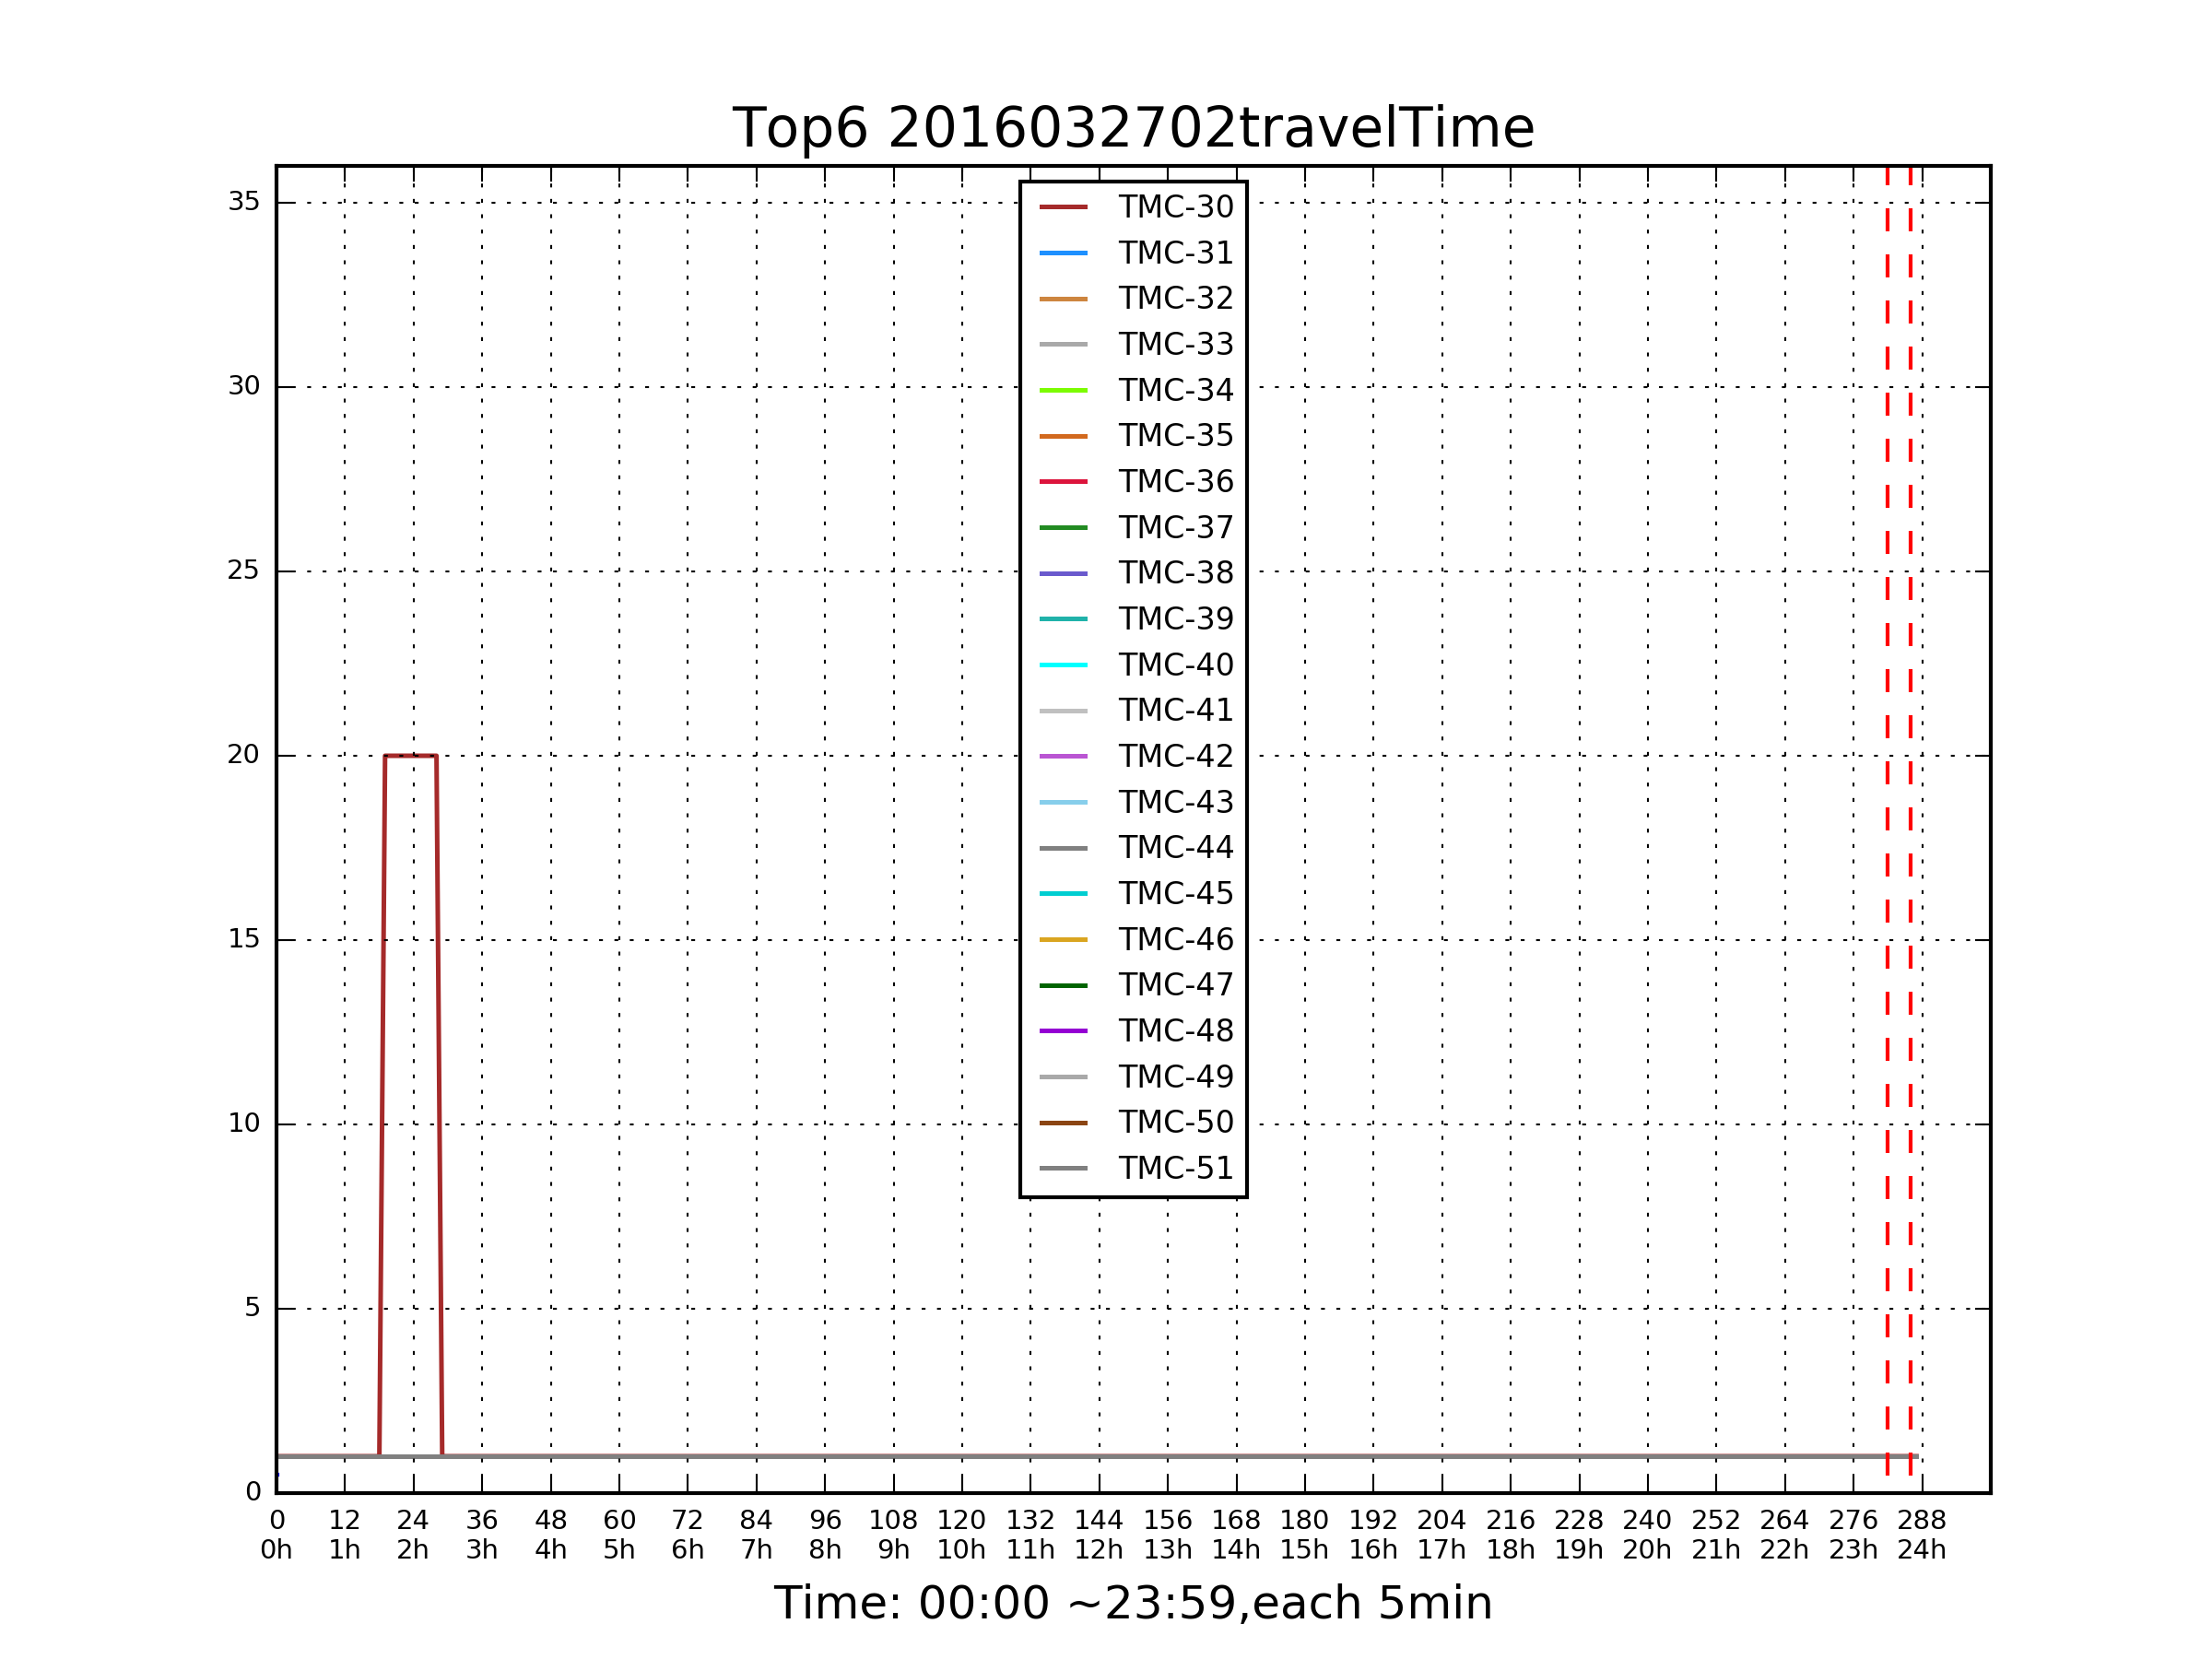 Top6 2016032702travelTime
35
30
25
20
15
10
5
0
TMC-30
TMC-31
TMC-32
TMC-33
TMC-34
TMC-35
TMC-36
TMC-37
TMC-38
TMC-39
TMC-40
TMC-41
TMC-42
TMC-43
TMC-44
TMC-45
TMC-46
TMC-47
TMC-48
TMC-49
TMC-50
TMC-51
0 12 24 36 48 60 72 84 96 108 120 132 144 156 168 180 192 204 216 228 240 252 264 276 288
0h 1h 2h 3h 4h 5h 6h 7h 8h 9h 10h 11h 12h 13h 14h 15h 16h 17h 18h 19h 20h 21h 22h 23h 24h
Time: 00:00 ~23:59,each 5min